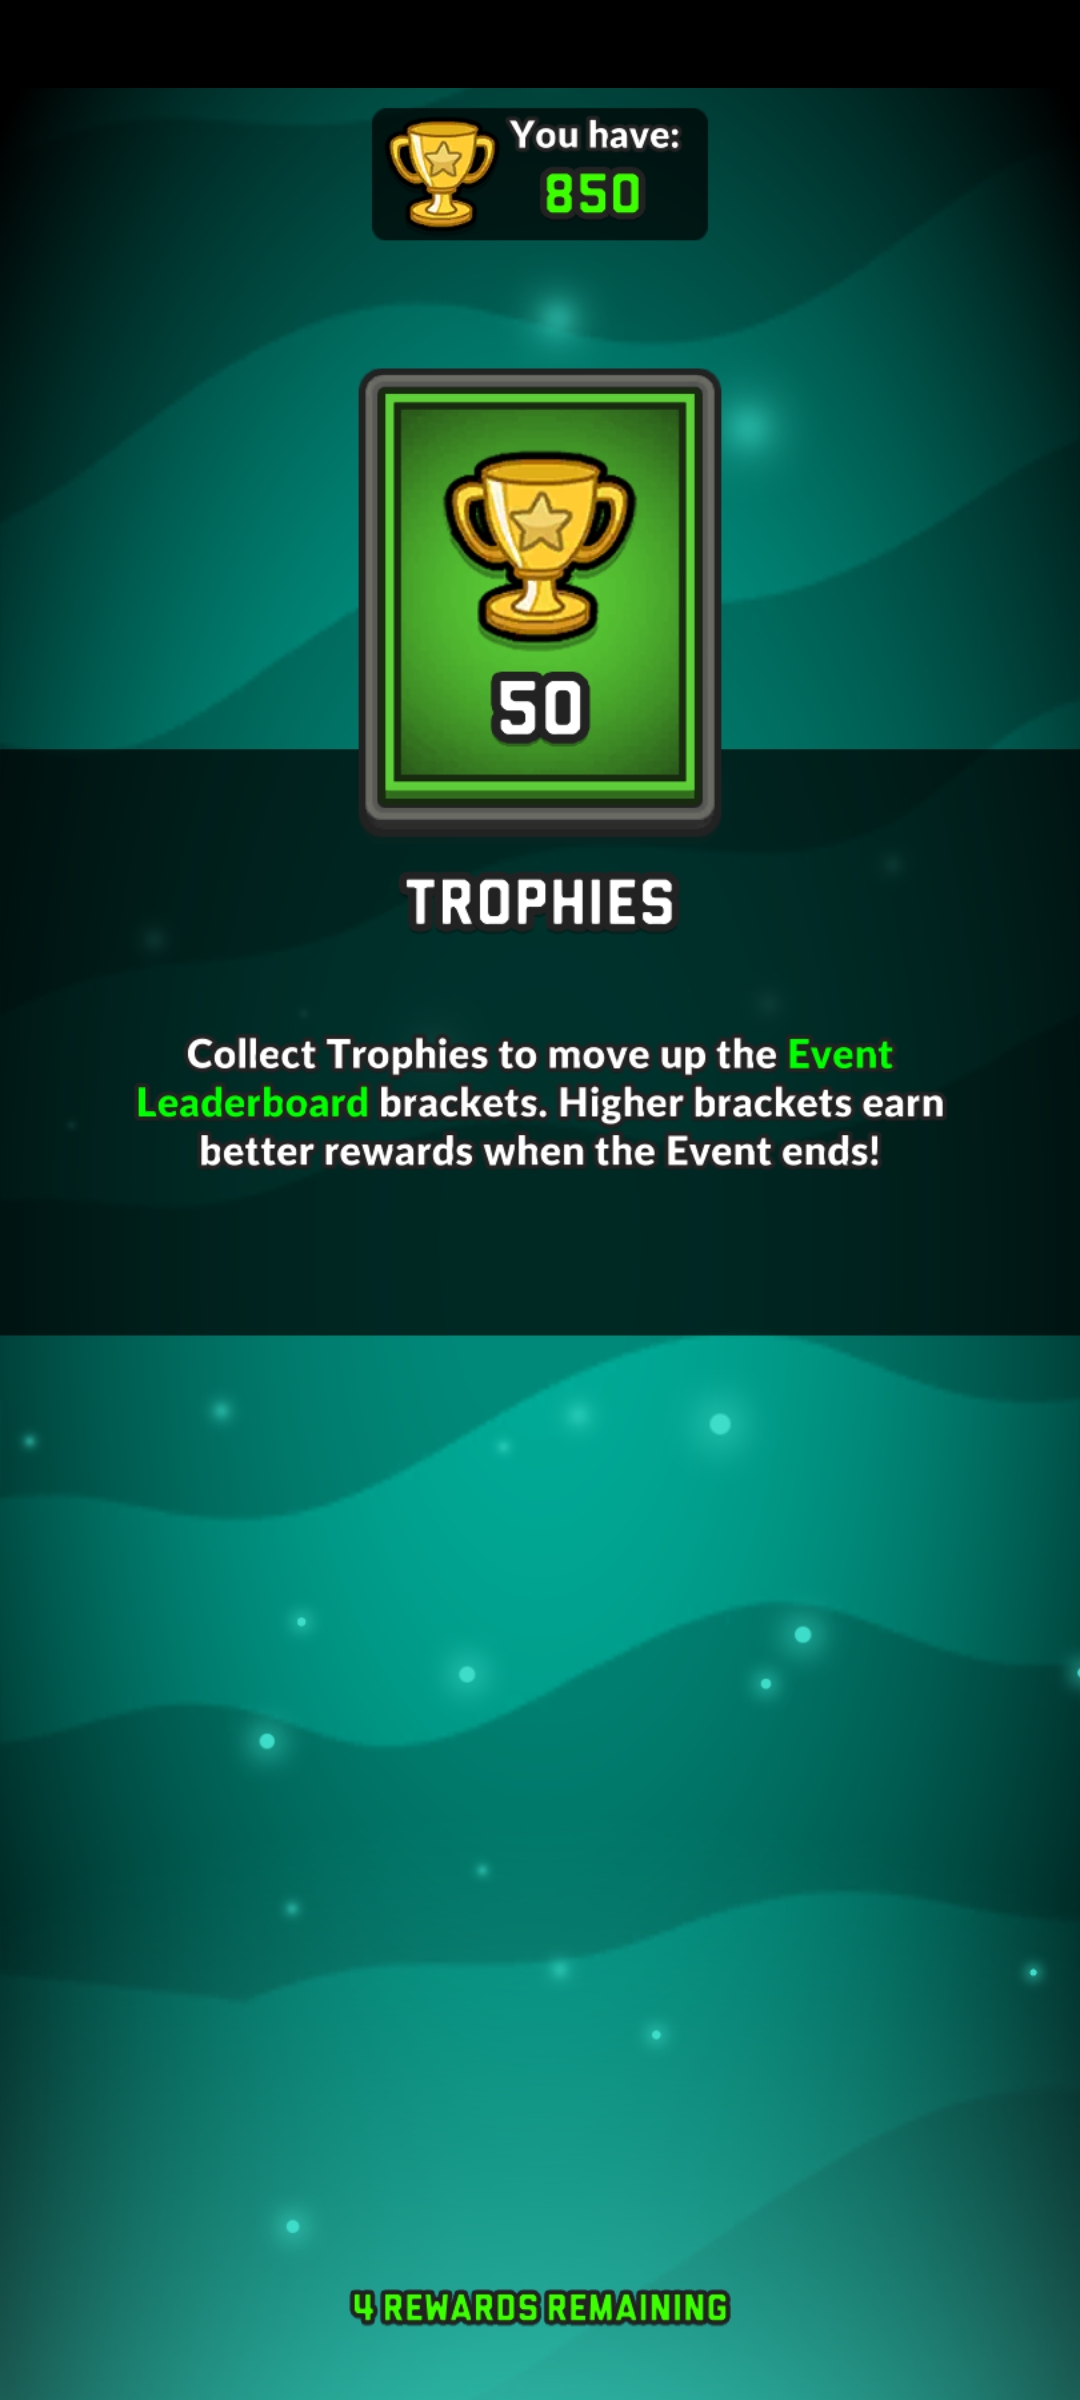 You have:
850
50
TROPHIES
Collect Trophies to move up the Event
Leaderboard brackets. Higher brackets earn
better rewards when the Event ends!
4 REWARDS REMAINING